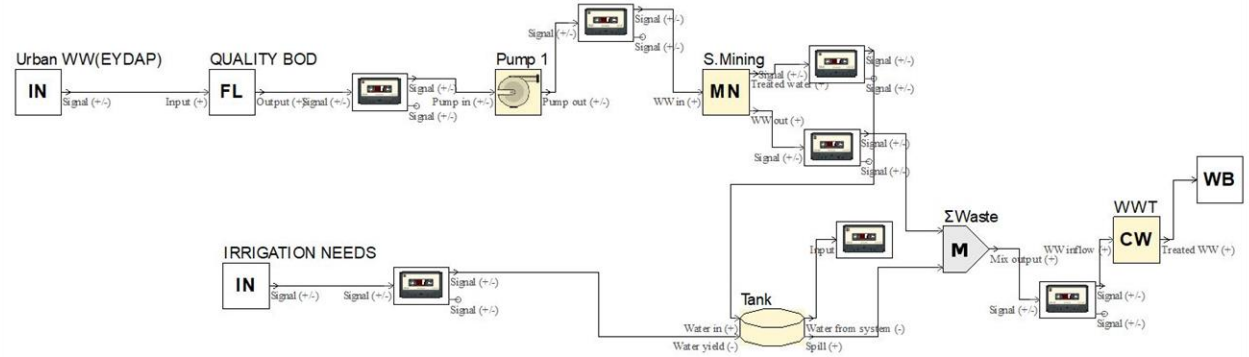 Signal (+/-)
Signal (+/-)
Signal (+/-)
Urban WW(EYDAP)
QUALITY BOD
Pump 1
S.Mining
Signal (+/-)
IN
Signal (+/-)
Input (+)
FL
Output (+)
Signal (+/-)
Signal (+/-)
Signal (+/-)
Pump in (+/-)
Pump out (+/-)
WW in (+)
MN
Treated water (+)
Signal (+/-)
Signal (+/-)
WW out (+)
Signal (+/-)
Signal (+/-)
Signal (+/-)
WB
WWT
ΣWaste
M
Mix output (+)
WW inflow (+)
CW
Treated WW (+)
Input
IRRIGATION NEEDS
IN
Signal (+/-)
Signal (+/-)
Signal (+/-)
Signal (+/-)
Signal (+/-)
Signal (+/-)
Signal (+/-)
Tank
Water in (+)
Water from system (-)
Water yield (-)
Spill (+)